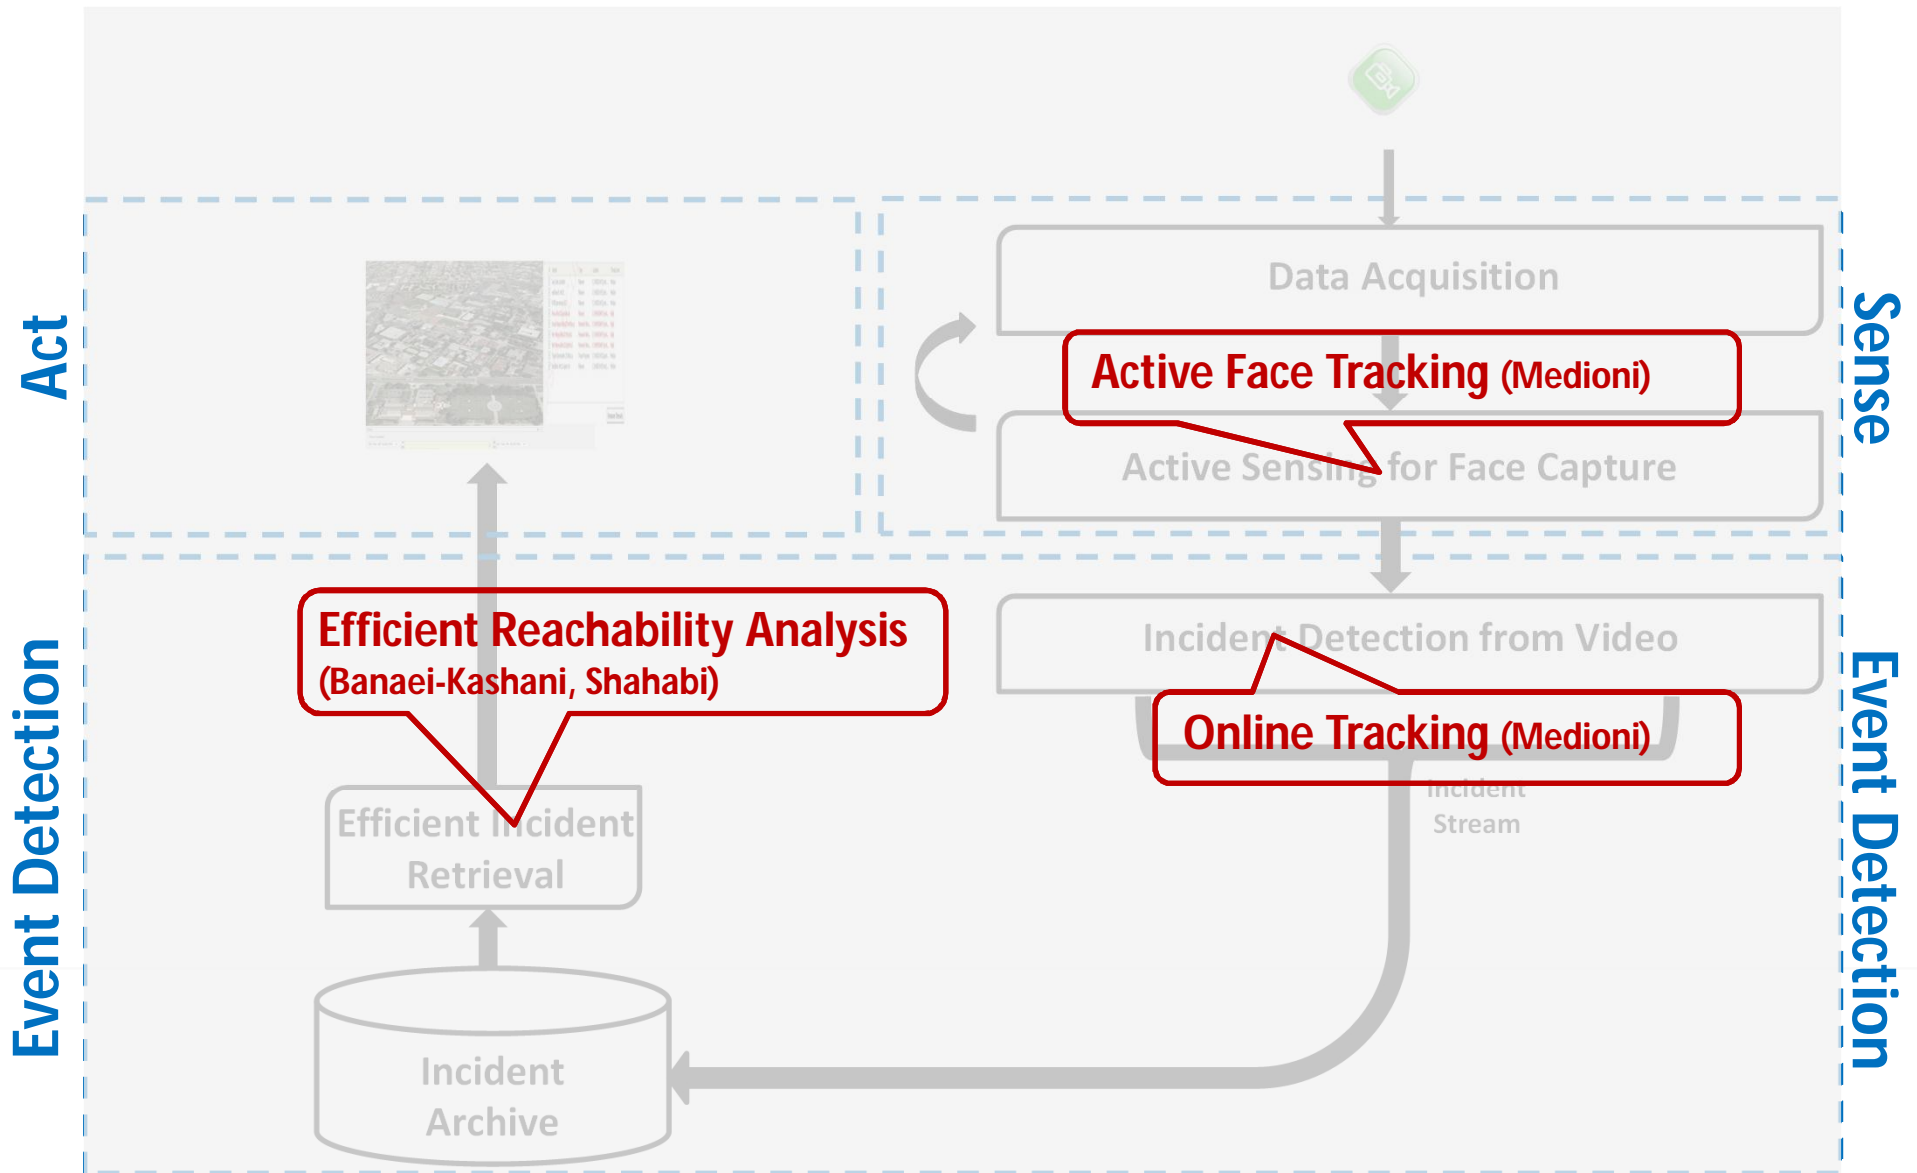 Act
Sense
Data Acquisition
Active Face Tracking (Medioni)
Active Sensing for Face Capture
Event Detection
Event Detection
Efficient Reachability Analysis
(Banaei-Kashani, Shahabi)
Incident Detection from Video
Online Tracking (Medioni)
Incident
Stream
Efficient Incident
Retrieval
Incident
Archive